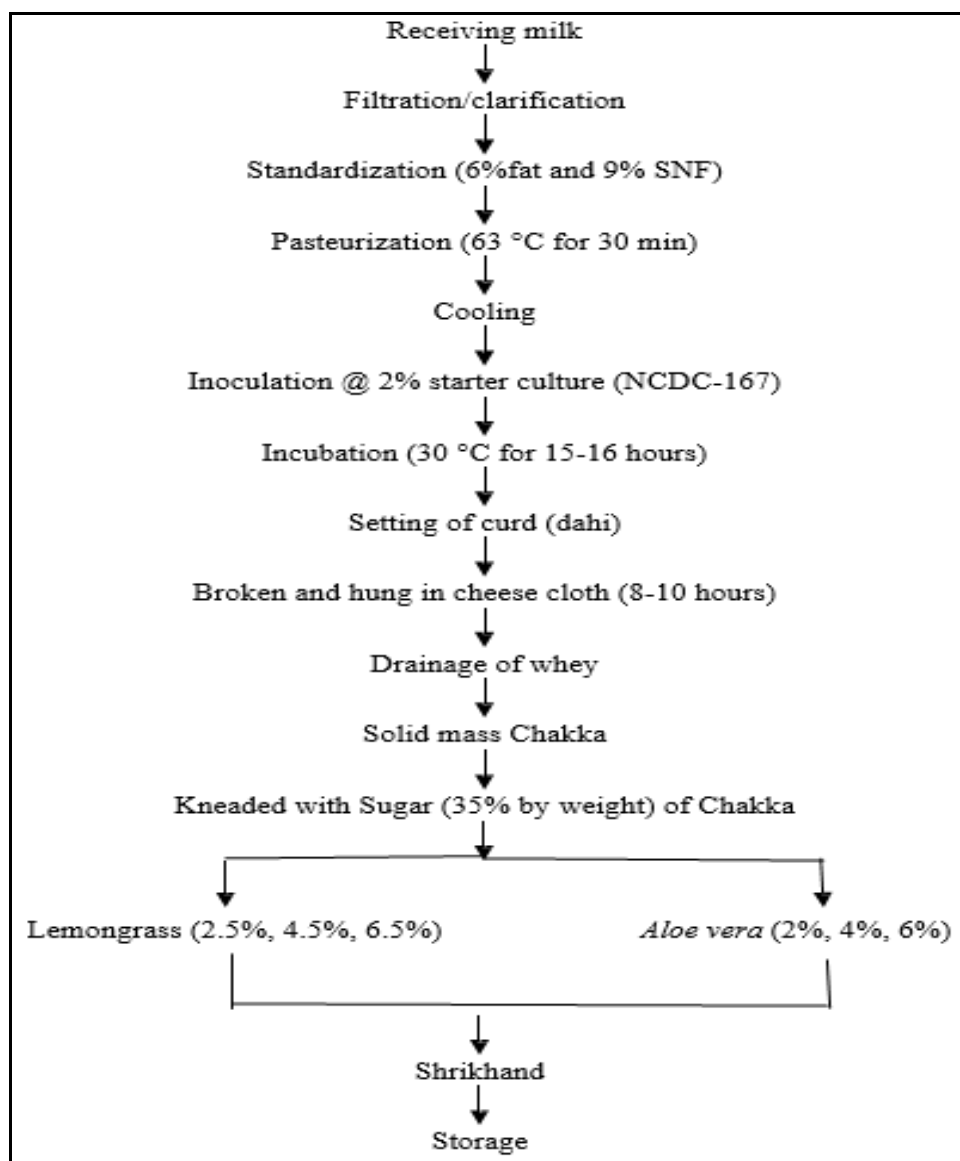 Receiving milk
Filtration/clarification
Standardization (6%fat and 9% SNF)
Pasteurization (63 °C for 30 min)
Cooling
Inoculation @ 2% starter culture (NCDC-167)
Incubation (30 °C for 15-16 hours)
Setting of curd (dahi)
Broken and hung in cheese cloth (8-10 hours)
Drainage of whey
Solid mass Chakka
Kneaded with Sugar (35% by weight) of Chakka
Lemongrass (2.5%, 4.5%, 6.5%)
Aloe vera (2%, 4%, 6%)
Shrikhand
Storage